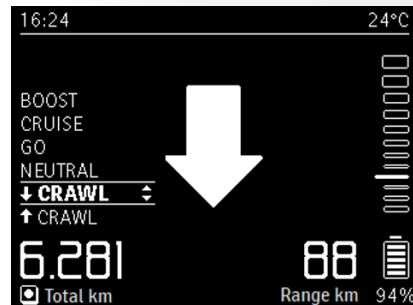 16:24 24°C
BOOST
CRUISE
GO
NEUTRAL
↓ CRAWL
↑ CRAWL
6.281 88
Total km Range km 94%